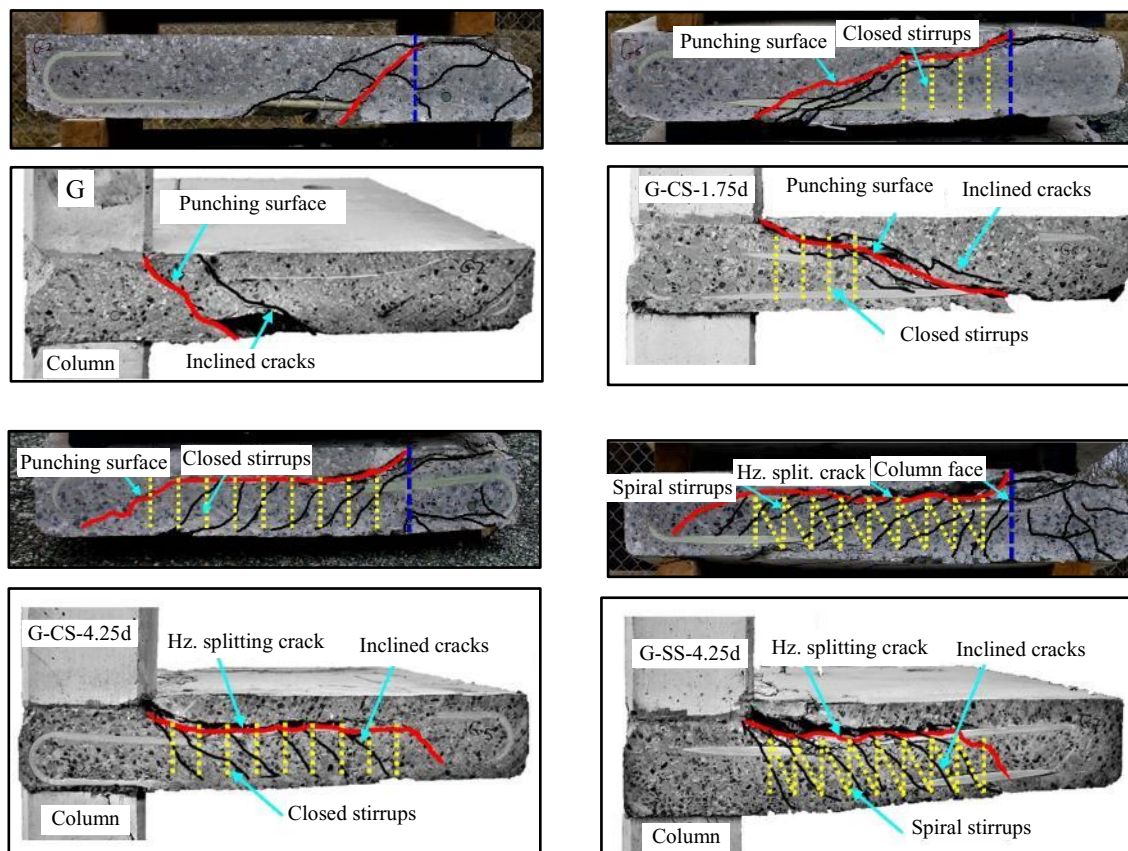 Punching surface
Closed stirrups
G
Punching surface
Column
Inclined cracks
G-CS-1.75d
Punching surface
Inclined cracks
Closed stirrups
Punching surface
Closed stirrups
Spiral stirrups
Hz. split. crack
Column face
G-CS-4.25d
Hz. splitting crack
Inclined cracks
Closed stirrups
Column
G-SS-4.25d
Hz. splitting crack
Inclined cracks
Spiral stirrups
Column